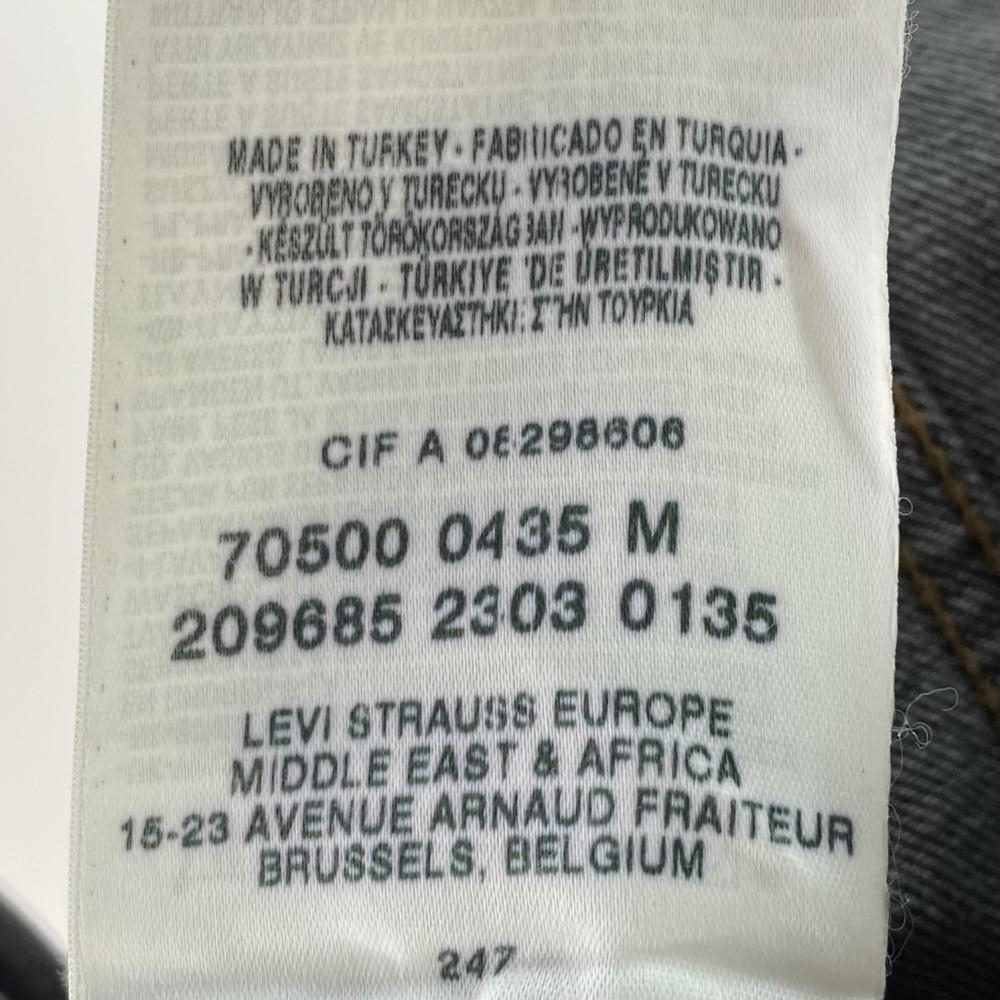 MADE IN TURKEY · FABRICADO EN TURQUIA ·
VYROBENO V TURECKU · VYROBENÉ V TURECKU
· KÉSZÜLT TÖRÖKORSZÁGBAN · WYPRODUKOWANO
W TURCJI · TÜRKIYE 'DE ÜRETILMIŞTIR ·
ΚΑΤΑΣΚΕΥΑΣΤΗΚΕ ΣΤΗΝ ΤΟΥΡΚΙΑ
CIF A 08298606
70500 0435 M
209685 2303 0135
LEVI STRAUSS EUROPE
MIDDLE EAST & AFRICA
15-23 AVENUE ARNAUD FRAITEUR
BRUSSELS, BELGIUM
247